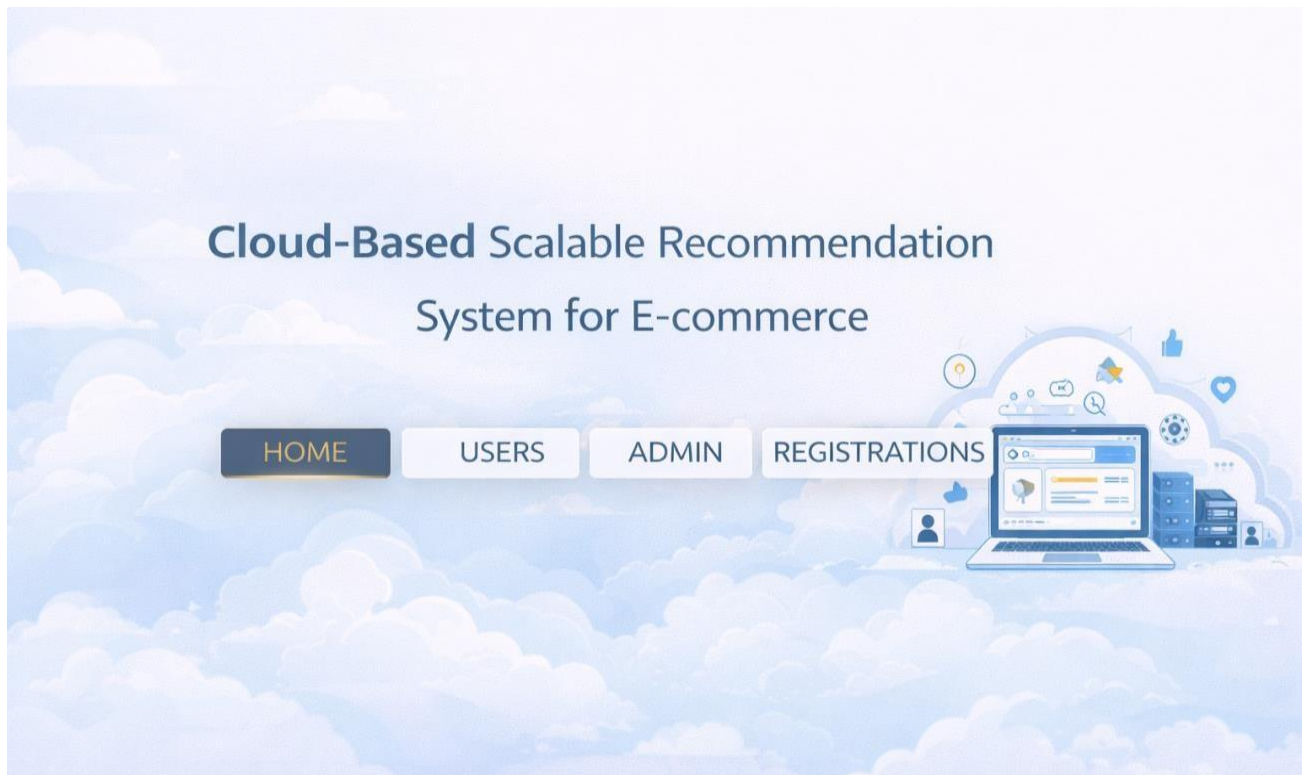 Cloud-Based Scalable Recommendation
System for E-commerce
HOME USERS ADMIN REGISTRATIONS